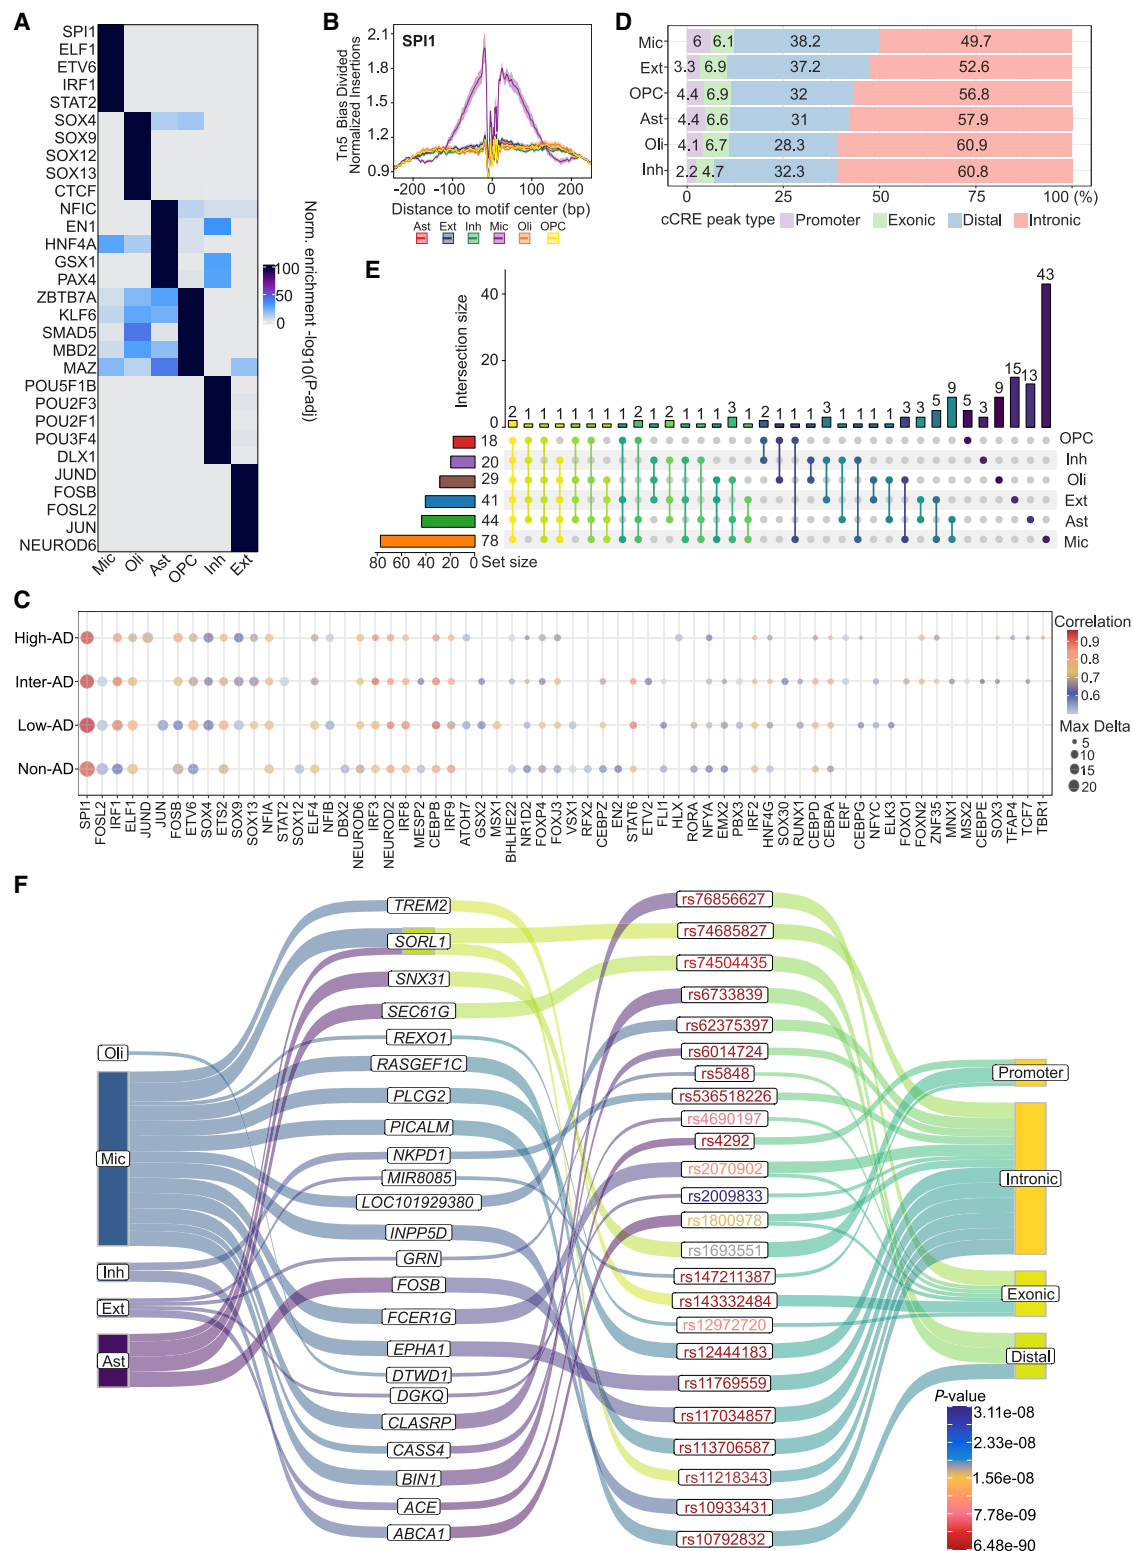 A
SPI1
ELF1
ETV6
IRF1
STAT2
SOX4
SOX9
SOX12
SOX13
CTCF
NFIC
EN1
HNF4A
GSX1
PAX4
ZBTB7A
KLF6
SMAD5
MBD2
MAZ
POU5F1B
POU2F3
POU2F1
POU3F4
DLX1
JUND
FOSB
FOSL2
JUN
NEUROD6
Mic Oli Ast OPC Inh Ext
Norm. enrichment -log10(P-adj)
100
50
0
B
SPI1
Tn5 Bias Divided
Normalized Insertions
2.1
1.8
1.5
1.2
0.9
-200 -100 0 100 200
Distance to motif center (bp)
Ast Ext Inh Mic Oli OPC
D
Mic 6 6.1 38.2 49.7
Ext 3.3 6.9 37.2 52.6
OPC 4.4 6.9 32 56.8
Ast 4.4 6.6 31 57.9
Oli 4.1 6.7 28.3 60.9
Inh 2.2 4.7 32.3 60.8
0 25 50 75 100 (%)
cCRE peak type Promoter Exonic Distal Intronic
E
Intersection size
40
20
0
2 1 1 1 1 1 1 1 2 1 2 1 1 1 3 1 2 1 1 1 3 1 1 1 1 3 3 5 9 5 3 9 15 13 43
18 OPC
20 Inh
29 Oli
41 Ext
44 Ast
78 Mic
80 60 40 20 0 Set size
C
High-AD
Inter-AD
Low-AD
Non-AD
SPI1 FOSL2 IRF1 ELF1 JUND JUN FOSB ETV6 SOX4 ETS2 SOX9 SOX13 NFIA STAT2 SOX12 ELF4 NFIB DBX2 NEUROD6 IRF3 NEUROD2 IRF8 MESP2 CEBPB IRF9 ATOH7 GSX2 MSX1 BHLHE22 NR1D2 FOXP4 FOXJ3 VSX1 RFX2 CEBPZ EN2 STAT6 ETV2 FLI1 HLX RORA NFYA EMX2 PBX3 IRF2 HNF4G SOX30 RUNX1 CEBPD CEBPA ERF CEBPG NFYC ELK3 FOXO1 FOXN2 ZNF35 MNX1 MSX2 CEBPE SOX3 TFAP4 TCF7 TBR1
Correlation
0.9
0.8
0.7
0.6
Max Delta
5
10
15
20
F
Oli
Mic
Inh
Ext
Ast
TREM2
SORL1
SNX31
SEC61G
REXO1
RASGEF1C
PLCG2
PICALM
NKPD1
MIR8085
LOC101929380
INPP5D
GRN
FOSB
FCER1G
EPHA1
DTWD1
DGKQ
CLASRP
CASS4
BIN1
ACE
ABCA1
rs76856627
rs74685827
rs74504435
rs6733839
rs62375397
rs6014724
rs5848
rs536518226
rs4690197
rs4292
rs2070902
rs2009833
rs1800978
rs1693551
rs147211387
rs143332484
rs12972720
rs12444183
rs11769559
rs117034857
rs113706587
rs11218343
rs10933431
rs10792832
Promoter
Intronic
Exonic
Distal
P-value
3.11e-08
2.33e-08
1.56e-08
7.78e-09
6.48e-90